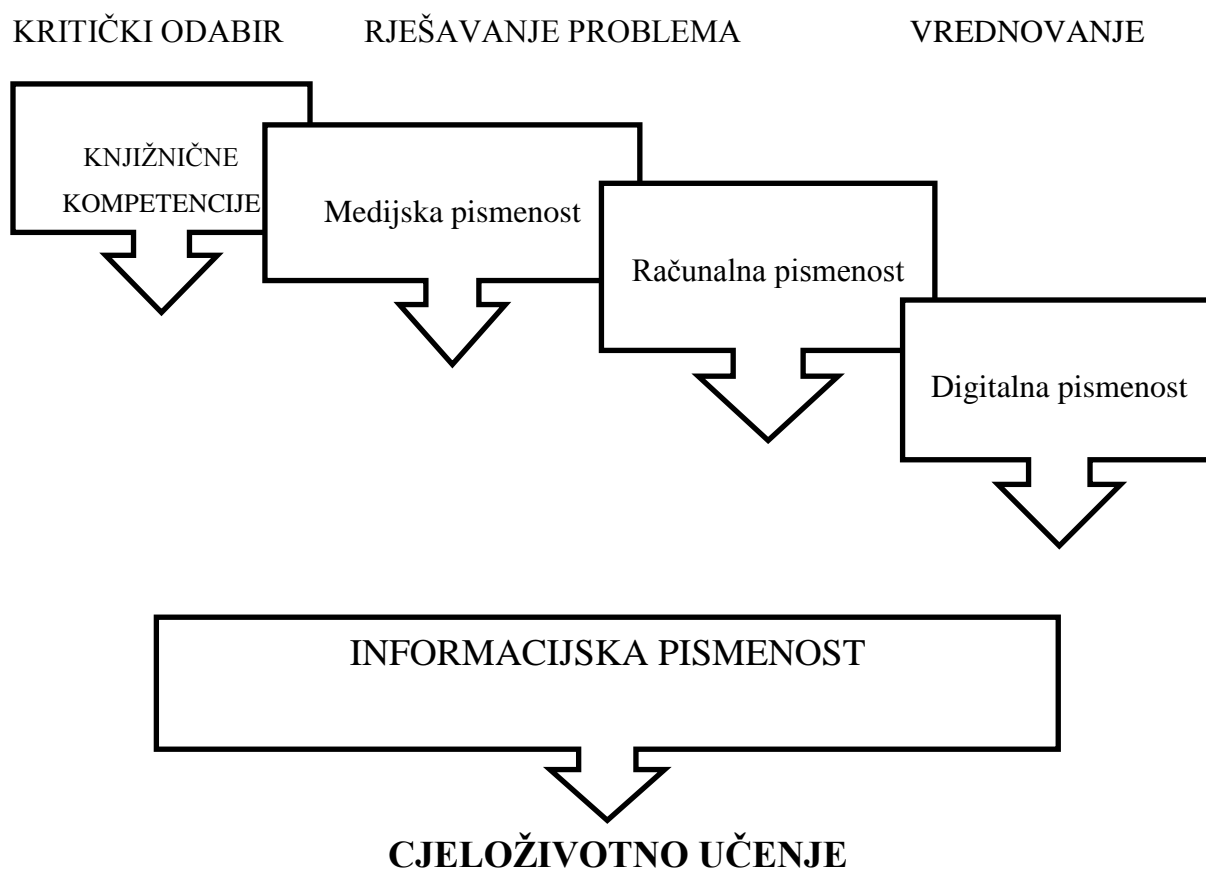 KRITIČKI ODABIR RJEŠAVANJE PROBLEMA VREDNOVANJE
KNJIŽNIČNE
KOMPETENCIJE
Medijska pismenost
Računalna pismenost
Digitalna pismenost
INFORMACIJSKA PISMENOST
CJELOŽIVOTNO UČENJE